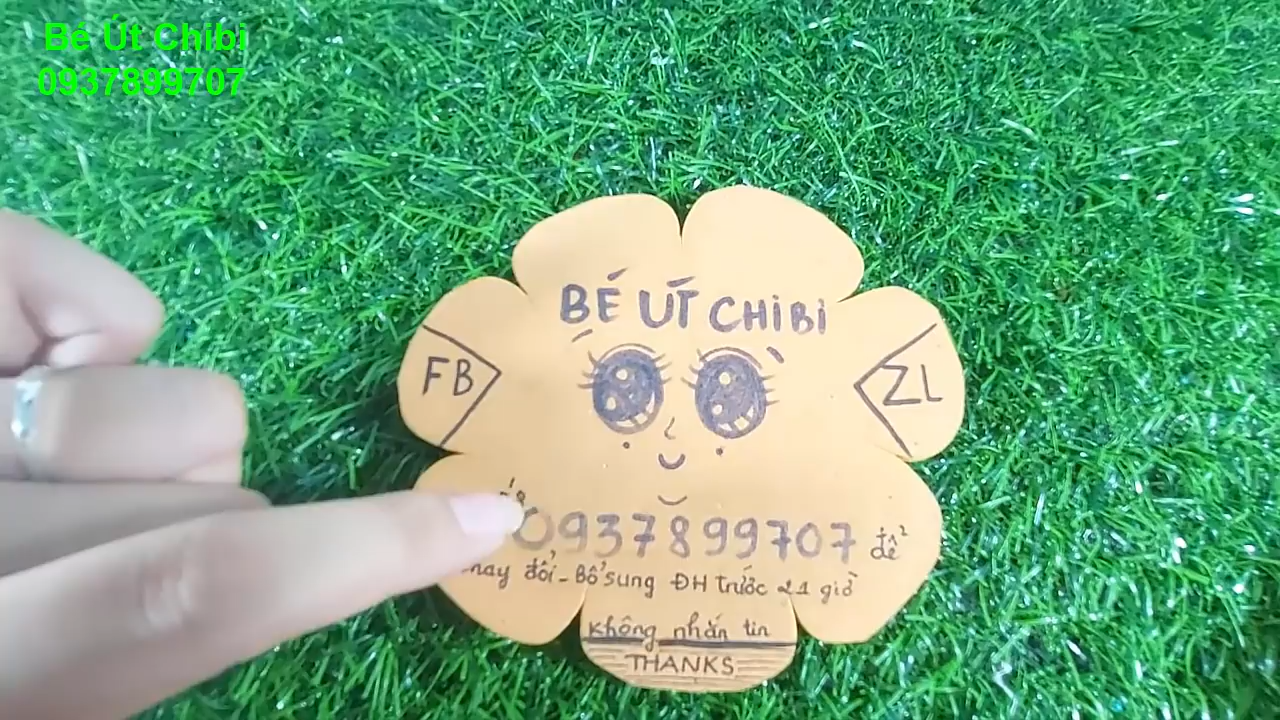 Bé Út Chibi
0937899707
BÉ ÚT CHIBI
FB
ZL
0937899707 để
đổi - Bổ sung ĐH trước 21 giờ
không nhắn tin
THANKS